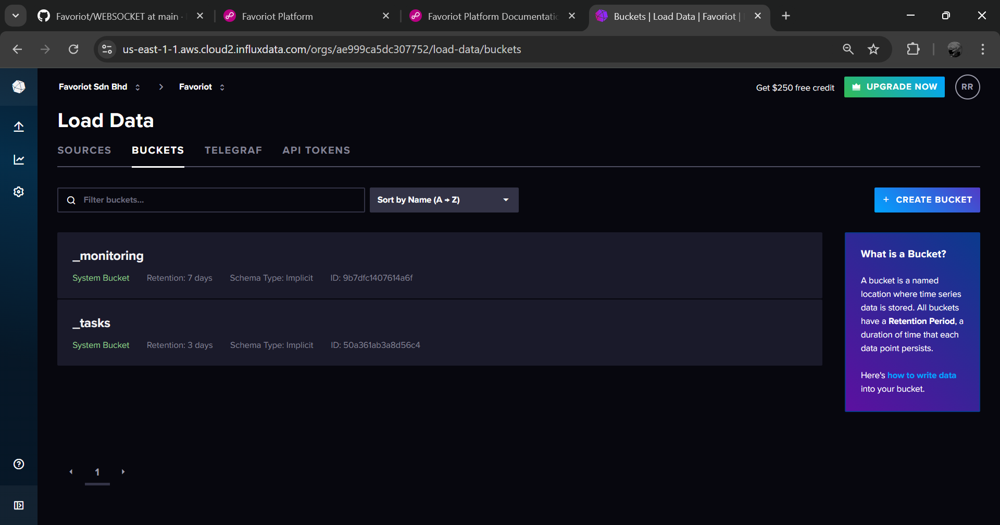 Favoriot/WEBSOCKET at main ·
Favoriot Platform
Favoriot Platform Documentatic
Buckets | Load Data | Favoriot |
us-east-1-1.aws.cloud2.influxdata.com/orgs/ae999ca5dc307752/load-data/buckets
Favoriot Sdn Bhd
Favoriot
Get $250 free credit
UPGRADE NOW
RR
Load Data
SOURCES
BUCKETS
TELEGRAF
API TOKENS
Filter buckets...
Sort by Name (A → Z)
+ CREATE BUCKET
_monitoring
System Bucket
Retention: 7 days
Schema Type: Implicit
ID: 9b7dfc1407614a6f
_tasks
System Bucket
Retention: 3 days
Schema Type: Implicit
ID: 50a361ab3a8d56c4
What is a Bucket?
A bucket is a named
location where time series
data is stored. All buckets
have a Retention Period, a
duration of time that each
data point persists.
Here's how to write data
into your bucket.
1